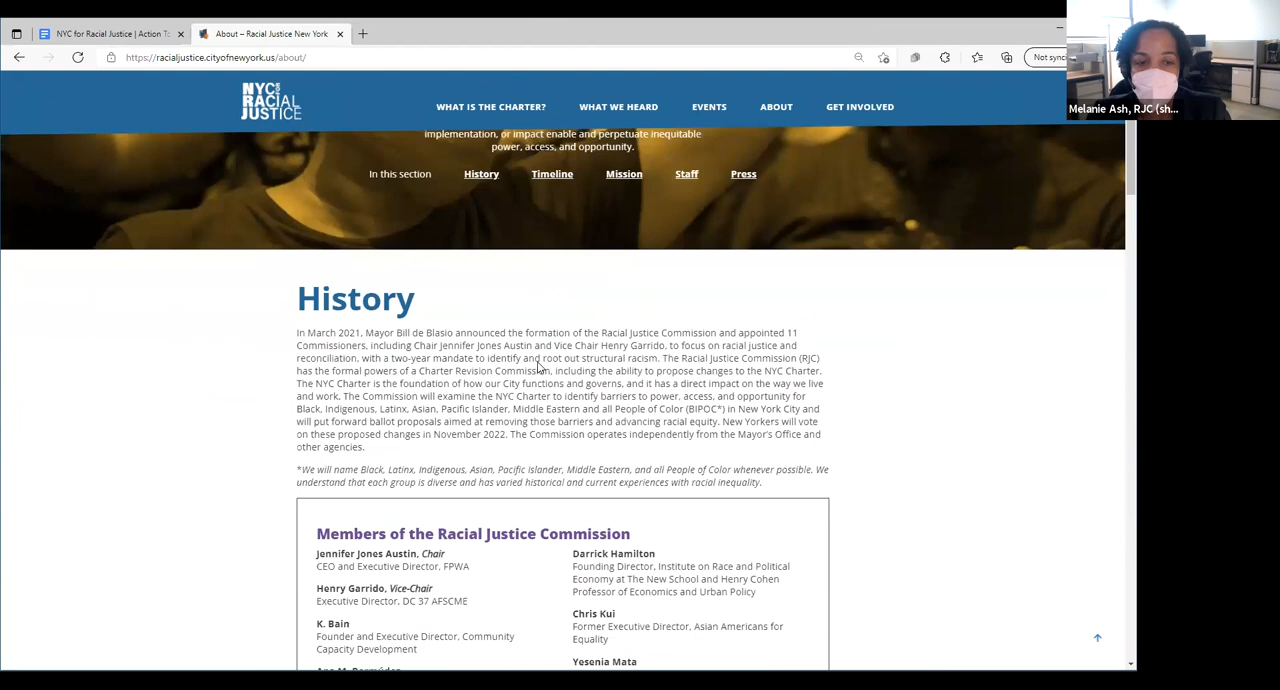 NYC for Racial Justice | Action To
About – Racial Justice New York
https://racialjustice.cityofnewyork.us/about/
Not sync
Melanie Ash, RJC (sh...
NYC FOR
RACIAL
JUSTICE
WHAT IS THE CHARTER?
WHAT WE HEARD
EVENTS
ABOUT
GET INVOLVED
implementation, or impact enable and perpetuate inequitable
power, access, and opportunity.
In this section
History
Timeline
Mission
Staff
Press
History
In March 2021, Mayor Bill de Blasio announced the formation of the Racial Justice Commission and appointed 11
Commissioners, including Chair Jennifer Jones Austin and Vice Chair Henry Garrido, to focus on racial justice and
reconciliation, with a two-year mandate to identify and root out structural racism. The Racial Justice Commission (RJC)
has the formal powers of a Charter Revision Commission, including the ability to propose changes to the NYC Charter.
The NYC Charter is the foundation of how our City functions and governs, and it has a direct impact on the way we live
and work. The Commission will examine the NYC Charter to identify barriers to power, access, and opportunity for
Black, Indigenous, Latinx, Asian, Pacific Islander, Middle Eastern and all People of Color (BIPOC*) in New York City and
will put forward ballot proposals aimed at removing those barriers and advancing racial equity. New Yorkers will vote
on these proposed changes in November 2022. The Commission operates independently from the Mayor's Office and
other agencies.
*We will name Black, Latinx, Indigenous, Asian, Pacific islander, Middle Eastern, and all People of Color whenever possible. We
understand that each group is diverse and has varied historical and current experiences with racial inequality.
Members of the Racial Justice Commission
Jennifer Jones Austin, Chair
CEO and Executive Director, FPWA
Henry Garrido, Vice-Chair
Executive Director, DC 37 AFSCME
K. Bain
Founder and Executive Director, Community
Capacity Development
Darrick Hamilton
Founding Director, Institute on Race and Political
Economy at The New School and Henry Cohen
Professor of Economics and Urban Policy
Chris Kui
Former Executive Director, Asian Americans for
Equality
Yesenia Mata